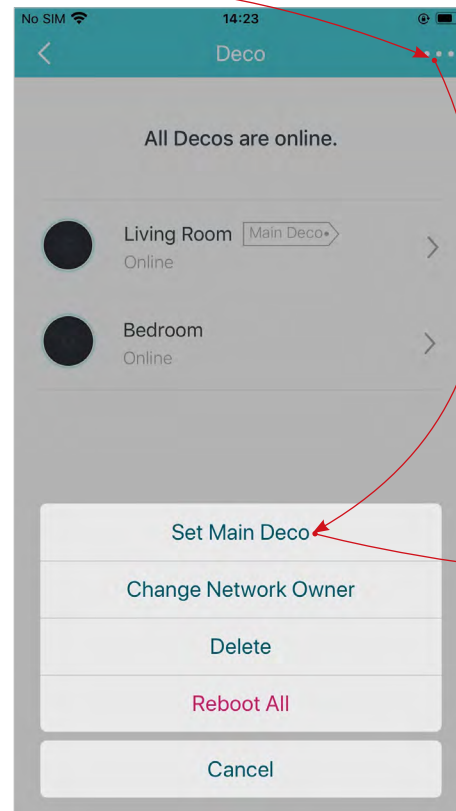 No SIM 14:23
Deco
All Decos are online.
Living Room Main Deco
Online
Bedroom
Online
Set Main Deco
Change Network Owner
Delete
Reboot All
Cancel